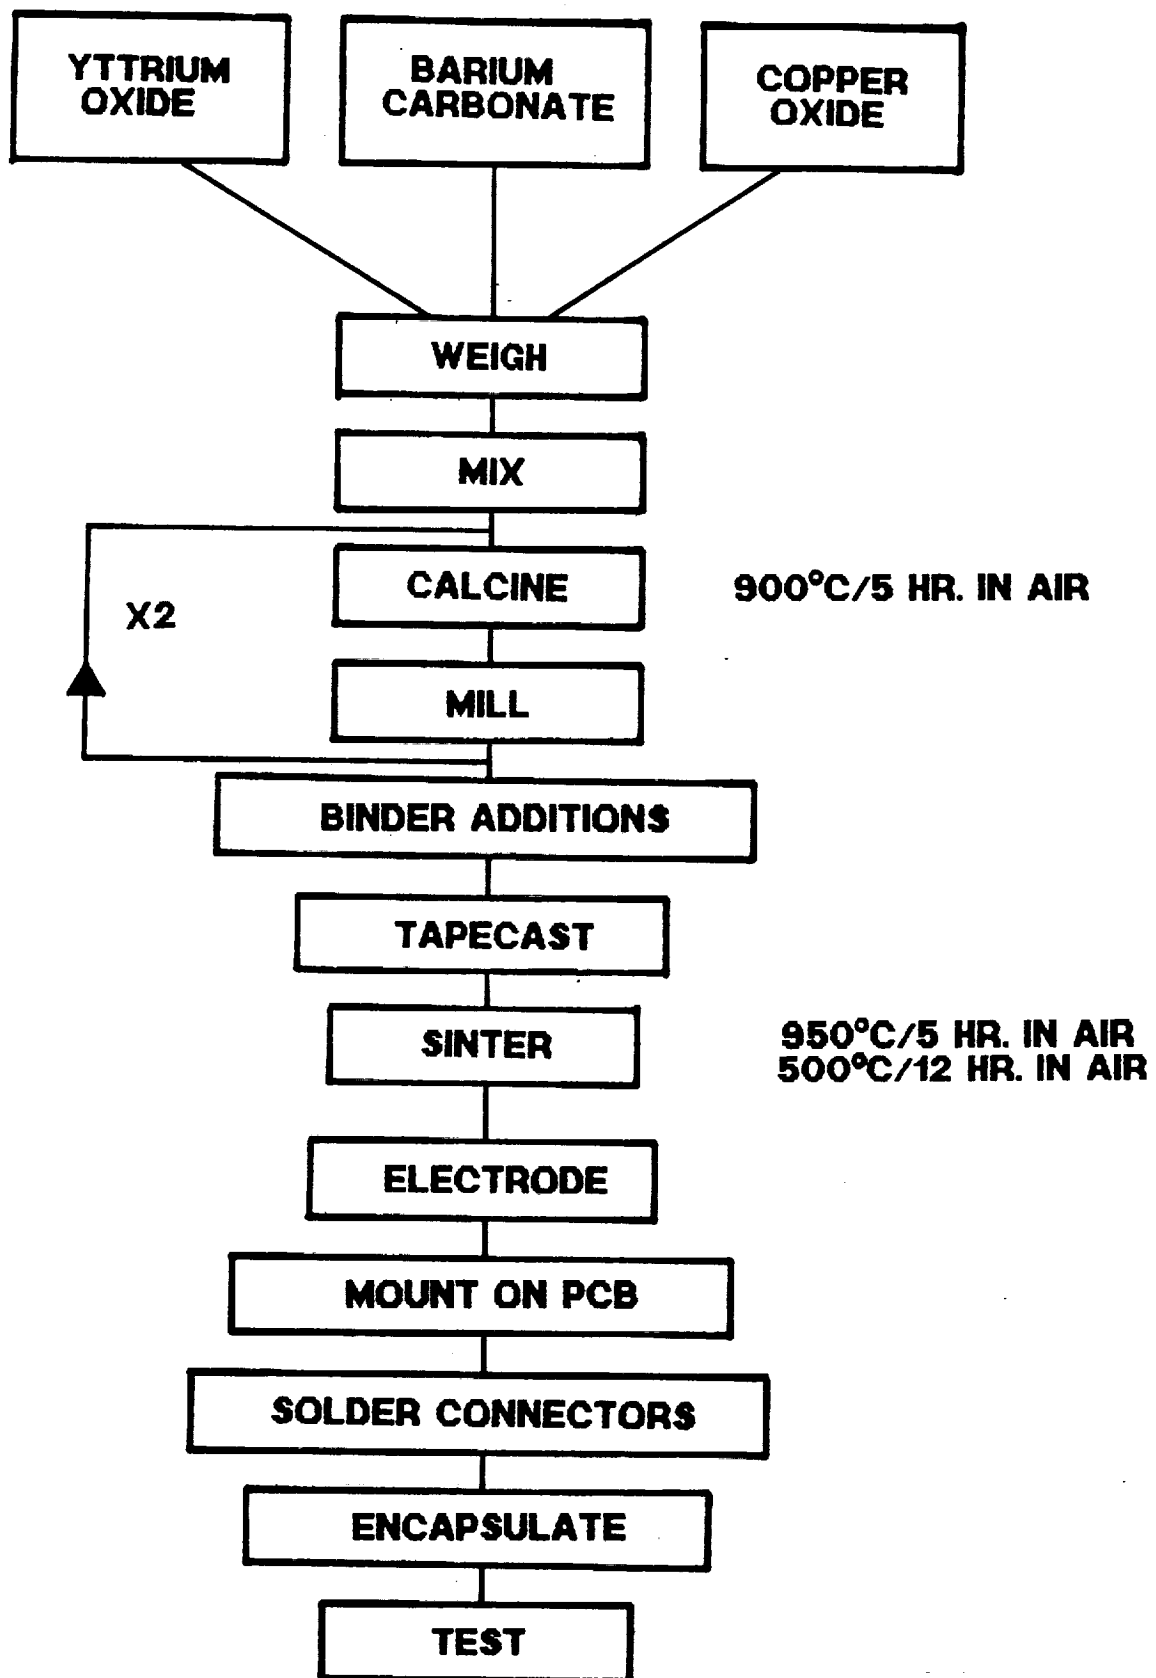 YTTRIUM
OXIDE
BARIUM
CARBONATE
COPPER
OXIDE
WEIGH
MIX
CALCINE
900°C/5 HR. IN AIR
X2
MILL
BINDER ADDITIONS
TAPECAST
SINTER
950°C/5 HR. IN AIR
500°C/12 HR. IN AIR
ELECTRODE
MOUNT ON PCB
SOLDER CONNECTORS
ENCAPSULATE
TEST